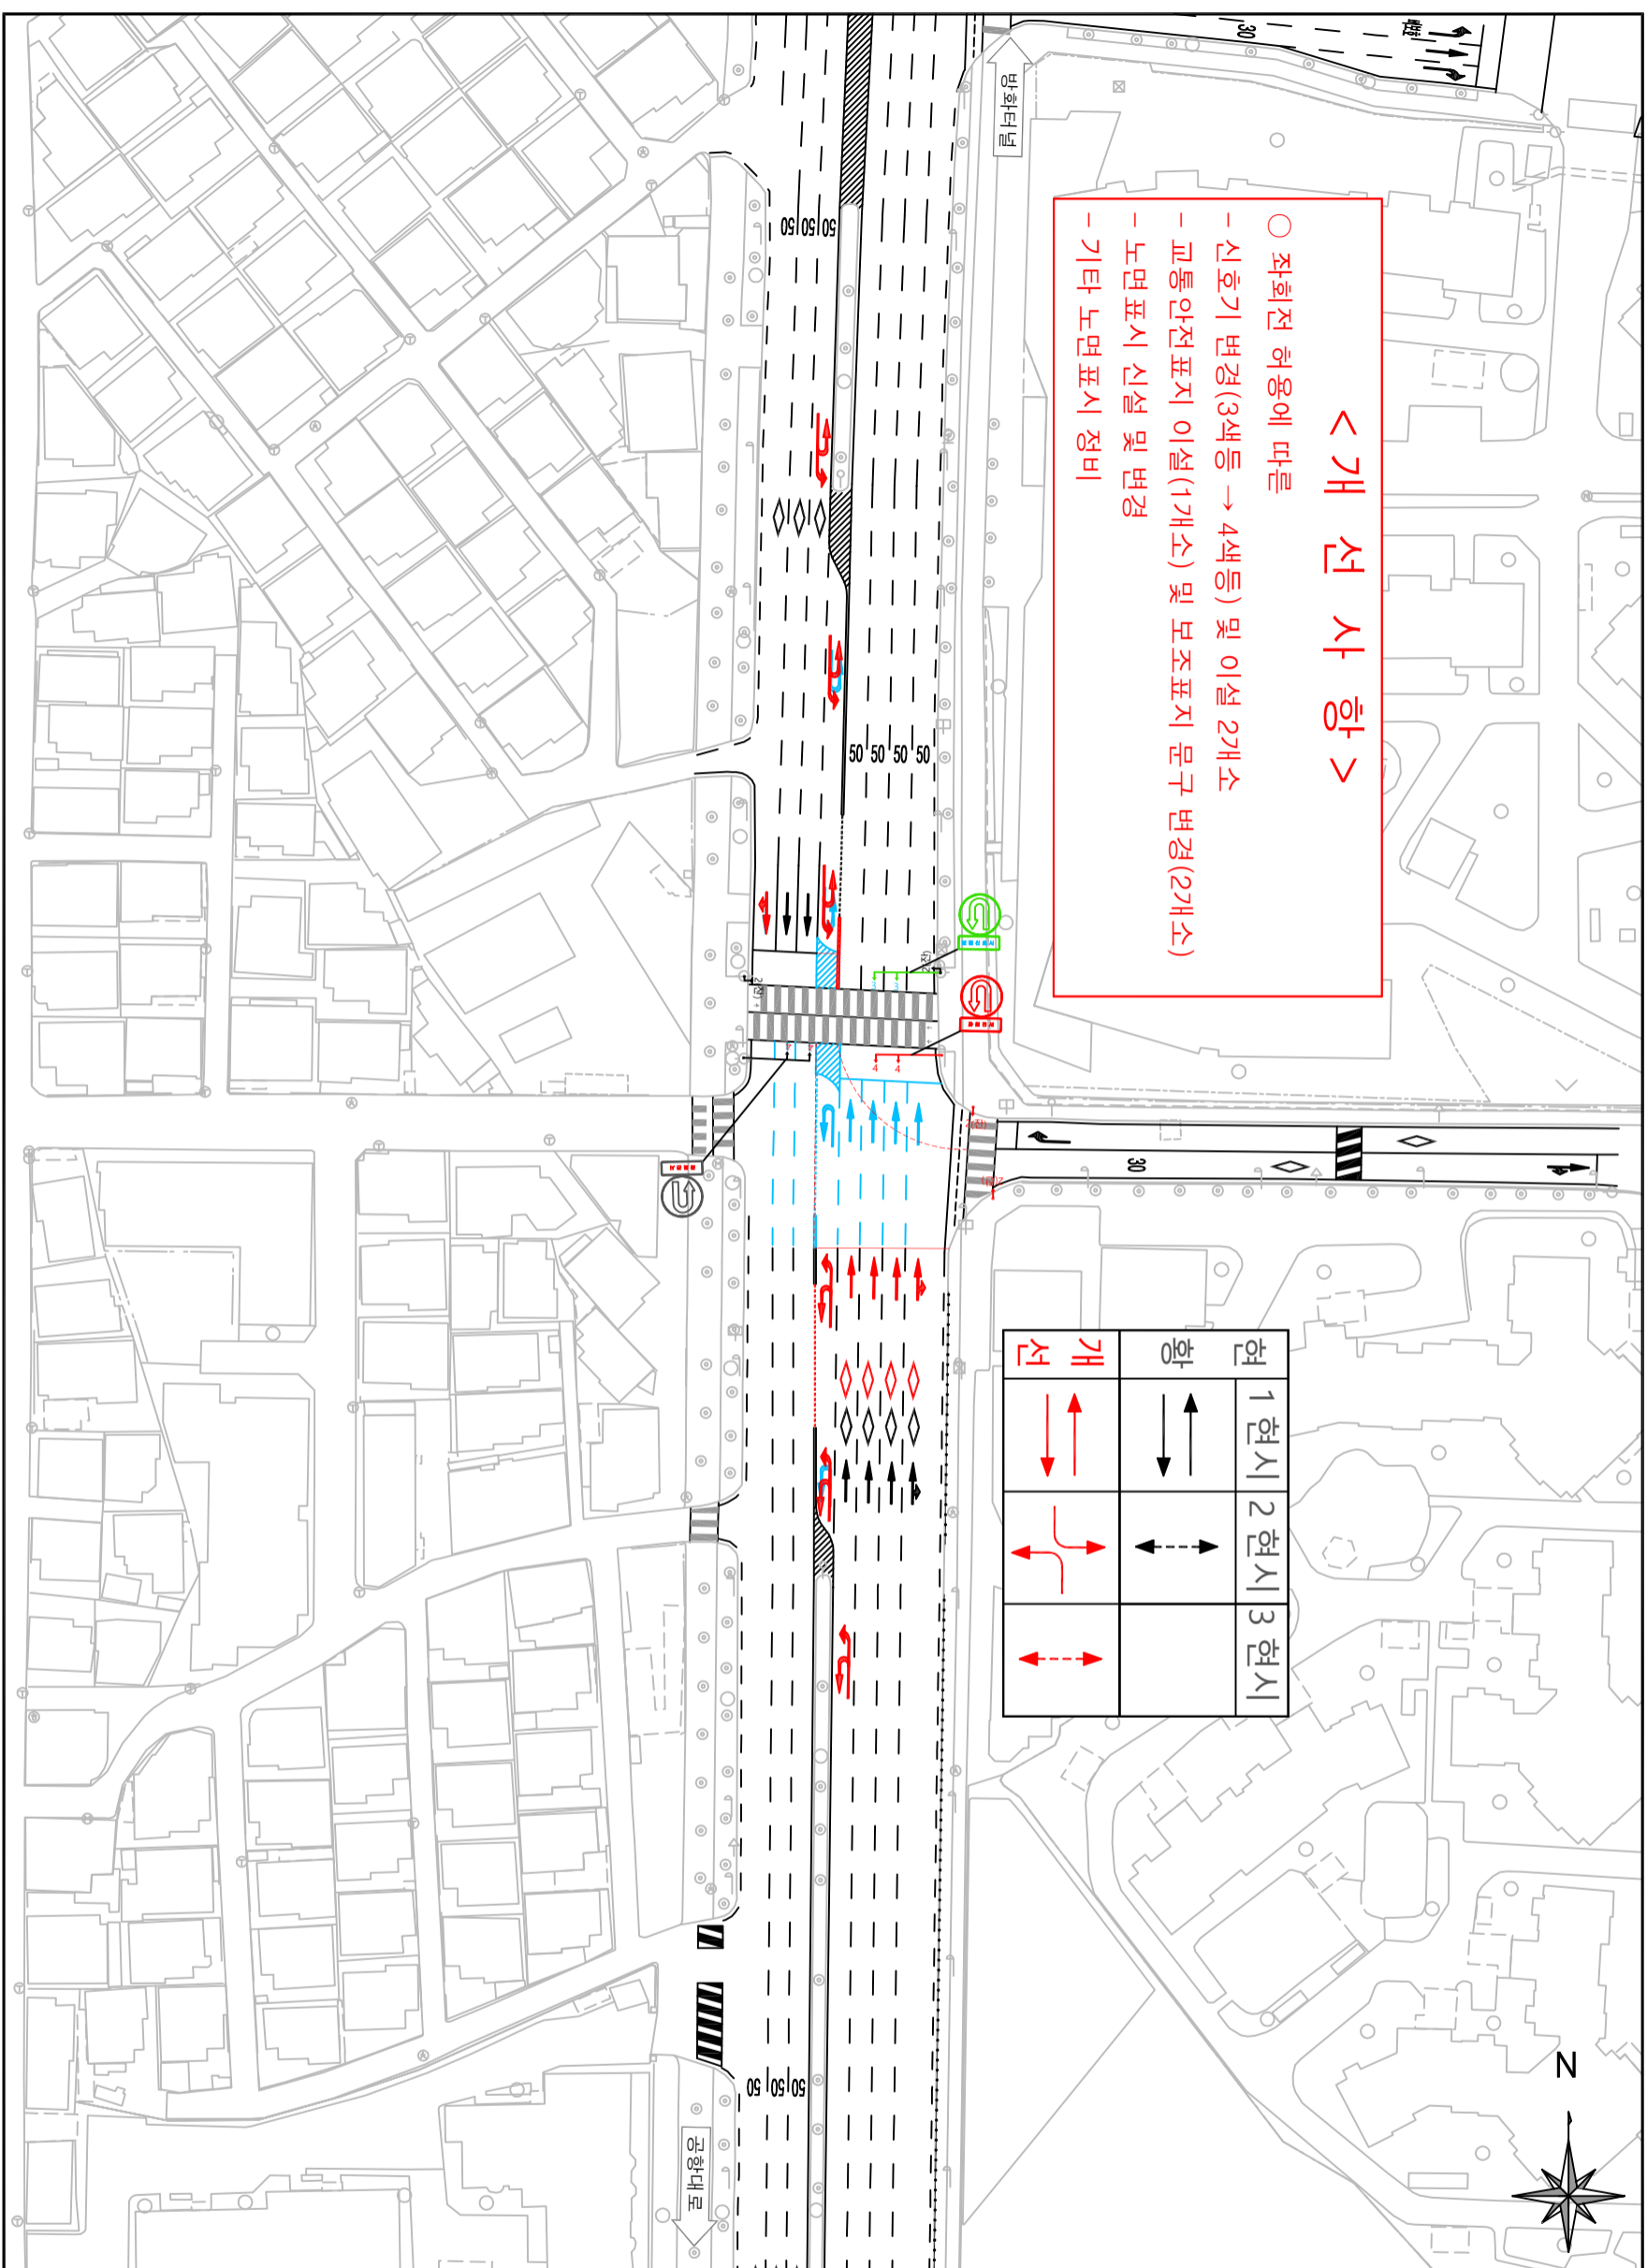 < 개 선 사 항 >
○ 좌회전 허용에 따른
- 신호기 변경(3색등 → 4색등) 및 이설 2개소
- 교통안전표지 이설(1개소) 및 보조표지 문구 변경(2개소)
- 노면표시 신설 및 변경
- 기타 노면표시 정비
방화터널
30
50 50 50
50 50 50 50
4 4
30
1 현시 2 현시 3 현시
현 황
개 선
50 50 50
공항대로
N